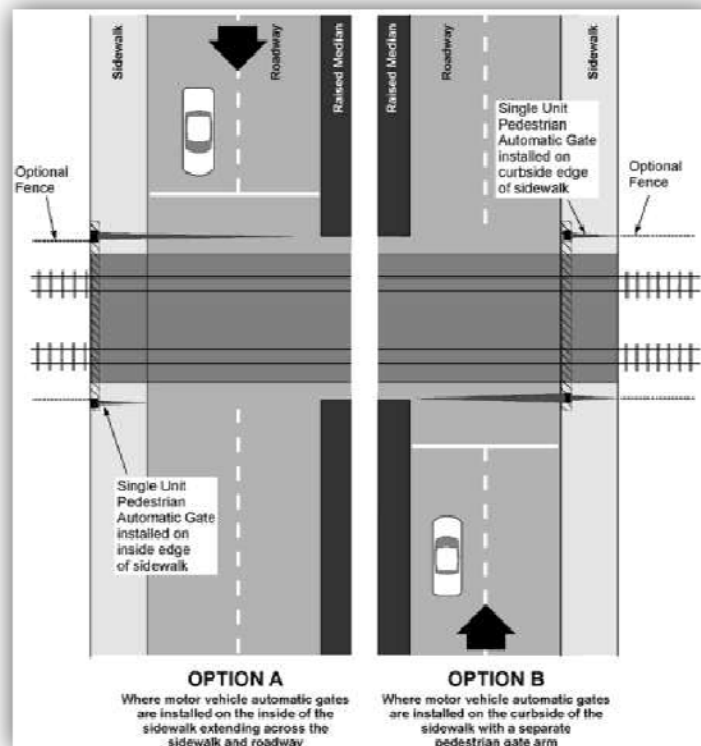 Sidewalk
Roadway
Raised Median
Raised Median
Roadway
Sidewalk
Single Unit
Pedestrian
Automatic Gate
installed on
curbside edge
of sidewalk
Optional
Fence
Optional
Fence
Single Unit
Pedestrian
Automatic Gate
installed on
inside edge
of sidewalk
OPTION A
Where motor vehicle automatic gates
are installed on the inside of the
sidewalk extending across the
sidewalk and roadway
OPTION B
Where motor vehicle automatic gates
are installed on the curbside of the
sidewalk with a separate
pedestrian gate arm